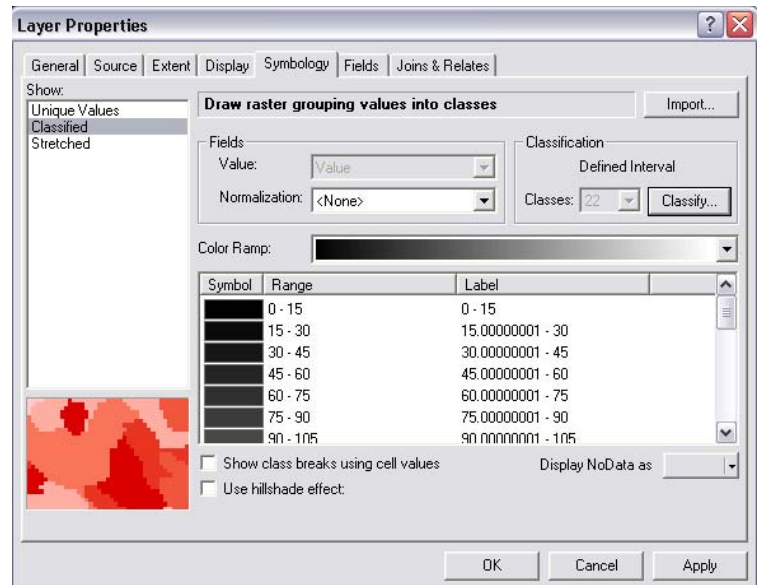 Layer Properties
General Source Extent Display Symbology Fields Joins & Relates
Show:
Unique Values
Classified
Stretched
Draw raster grouping values into classes
Import...
Fields
Value: Value
Normalization: <None>
Classification
Defined Interval
Classes: 22 Classify...
Color Ramp:
Symbol Range Label
0 - 15 0 - 15
15 - 30 15.00000001 - 30
30 - 45 30.00000001 - 45
45 - 60 45.00000001 - 60
60 - 75 60.00000001 - 75
75 - 90 75.00000001 - 90
90 - 105 90.00000001 - 105
Show class breaks using cell values
Display NoData as
Use hillshade effect:
OK Cancel Apply